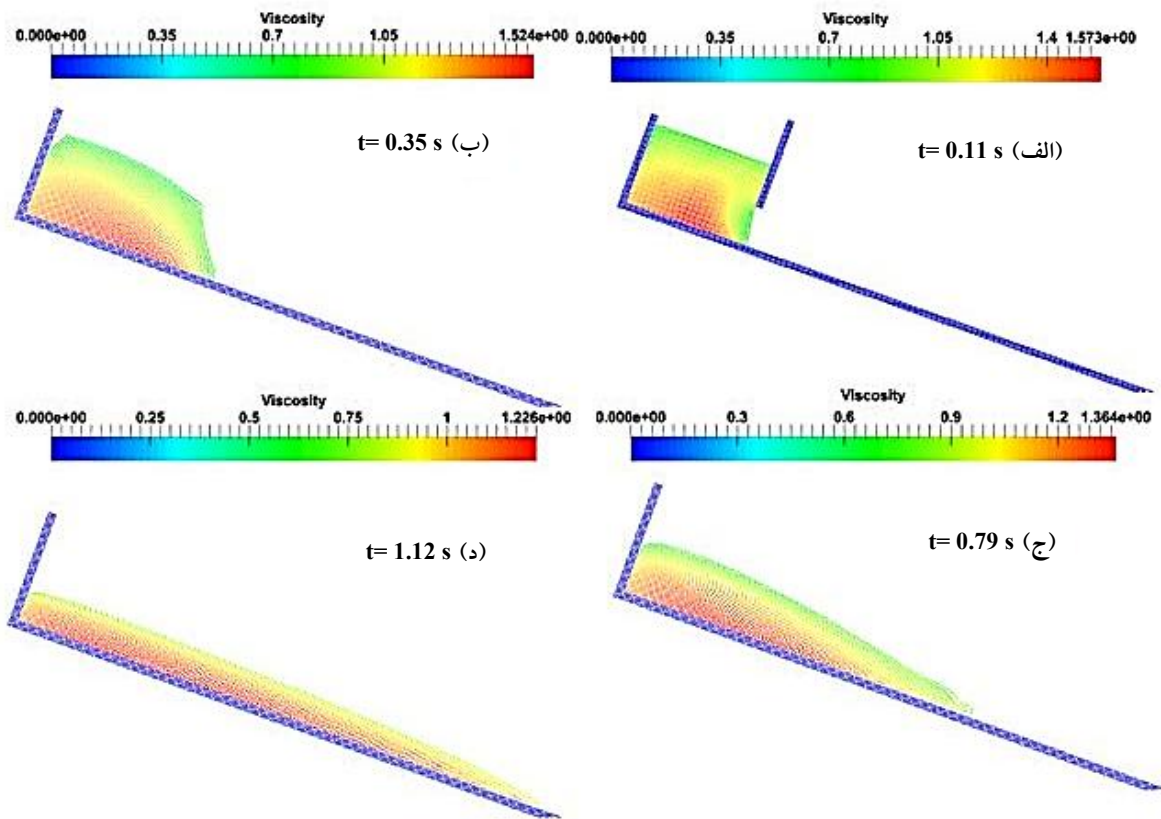 Viscosity
0.000e+00 0.35 0.7 1.05 1.4 1.573e+00
(الف) t= 0.11 s
Viscosity
0.000e+00 0.35 0.7 1.05 1.524e+00
(ب) t= 0.35 s
Viscosity
0.000e+00 0.3 0.6 0.9 1.2 1.364e+00
(ج) t= 0.79 s
Viscosity
0.000e+00 0.25 0.5 0.75 1 1.226e+00
(د) t= 1.12 s